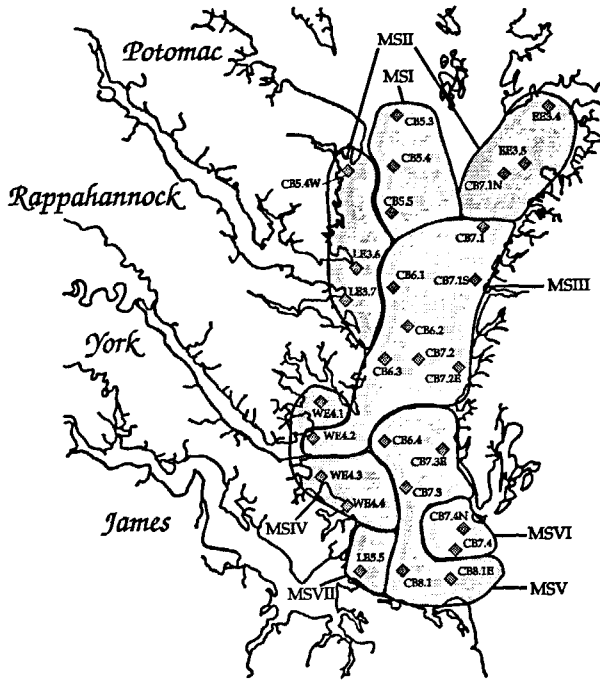 MSII
Potomac
MSI
CB5.3
EE3.4
CB5.4
EE3.5
CB5.4W
CB7.1N
Rappahannock
CB5.5
CB7.1
LE3.6
CB6.1
CB7.1S
MSIII
LE3.7
CB6.2
York
CB6.3
CB7.2
CB7.2E
WE4.1
WE4.2
CB6.4
CB7.3E
WE4.3
CB7.3
WE4.4
James
MSIV
CB7.4N
MSVI
CB7.4
LE5.5
CB8.1
CB8.1E
MSVII
MSV